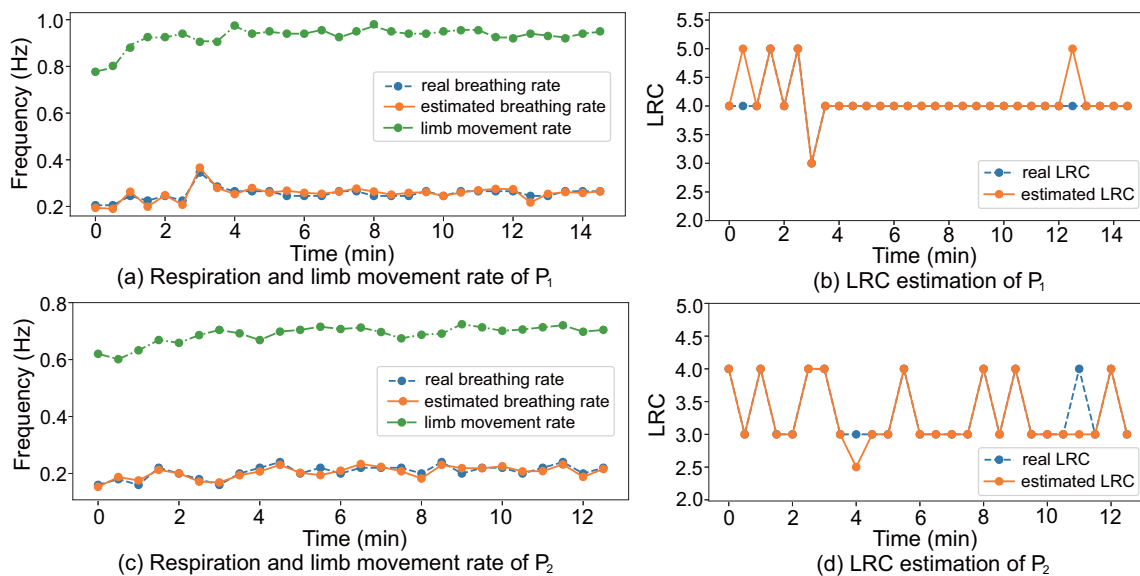 1.0
0.8
0.6
0.4
0.2
Frequency (Hz)
real breathing rate
estimated breathing rate
limb movement rate
0 2 4 6 8 10 12 14
Time (min)
(a) Respiration and limb movement rate of P₁
5.5
5.0
4.5
4.0
3.5
3.0
2.5
2.0
LRC
real LRC
estimated LRC
0 2 4 6 8 10 12 14
Time (min)
(b) LRC estimation of P₁
0.8
0.6
0.4
0.2
Frequency (Hz)
real breathing rate
estimated breathing rate
limb movement rate
0 2 4 6 8 10 12
Time (min)
(c) Respiration and limb movement rate of P₂
5.0
4.5
4.0
3.5
3.0
2.5
2.0
LRC
real LRC
estimated LRC
0 2 4 6 8 10 12
Time (min)
(d) LRC estimation of P₂